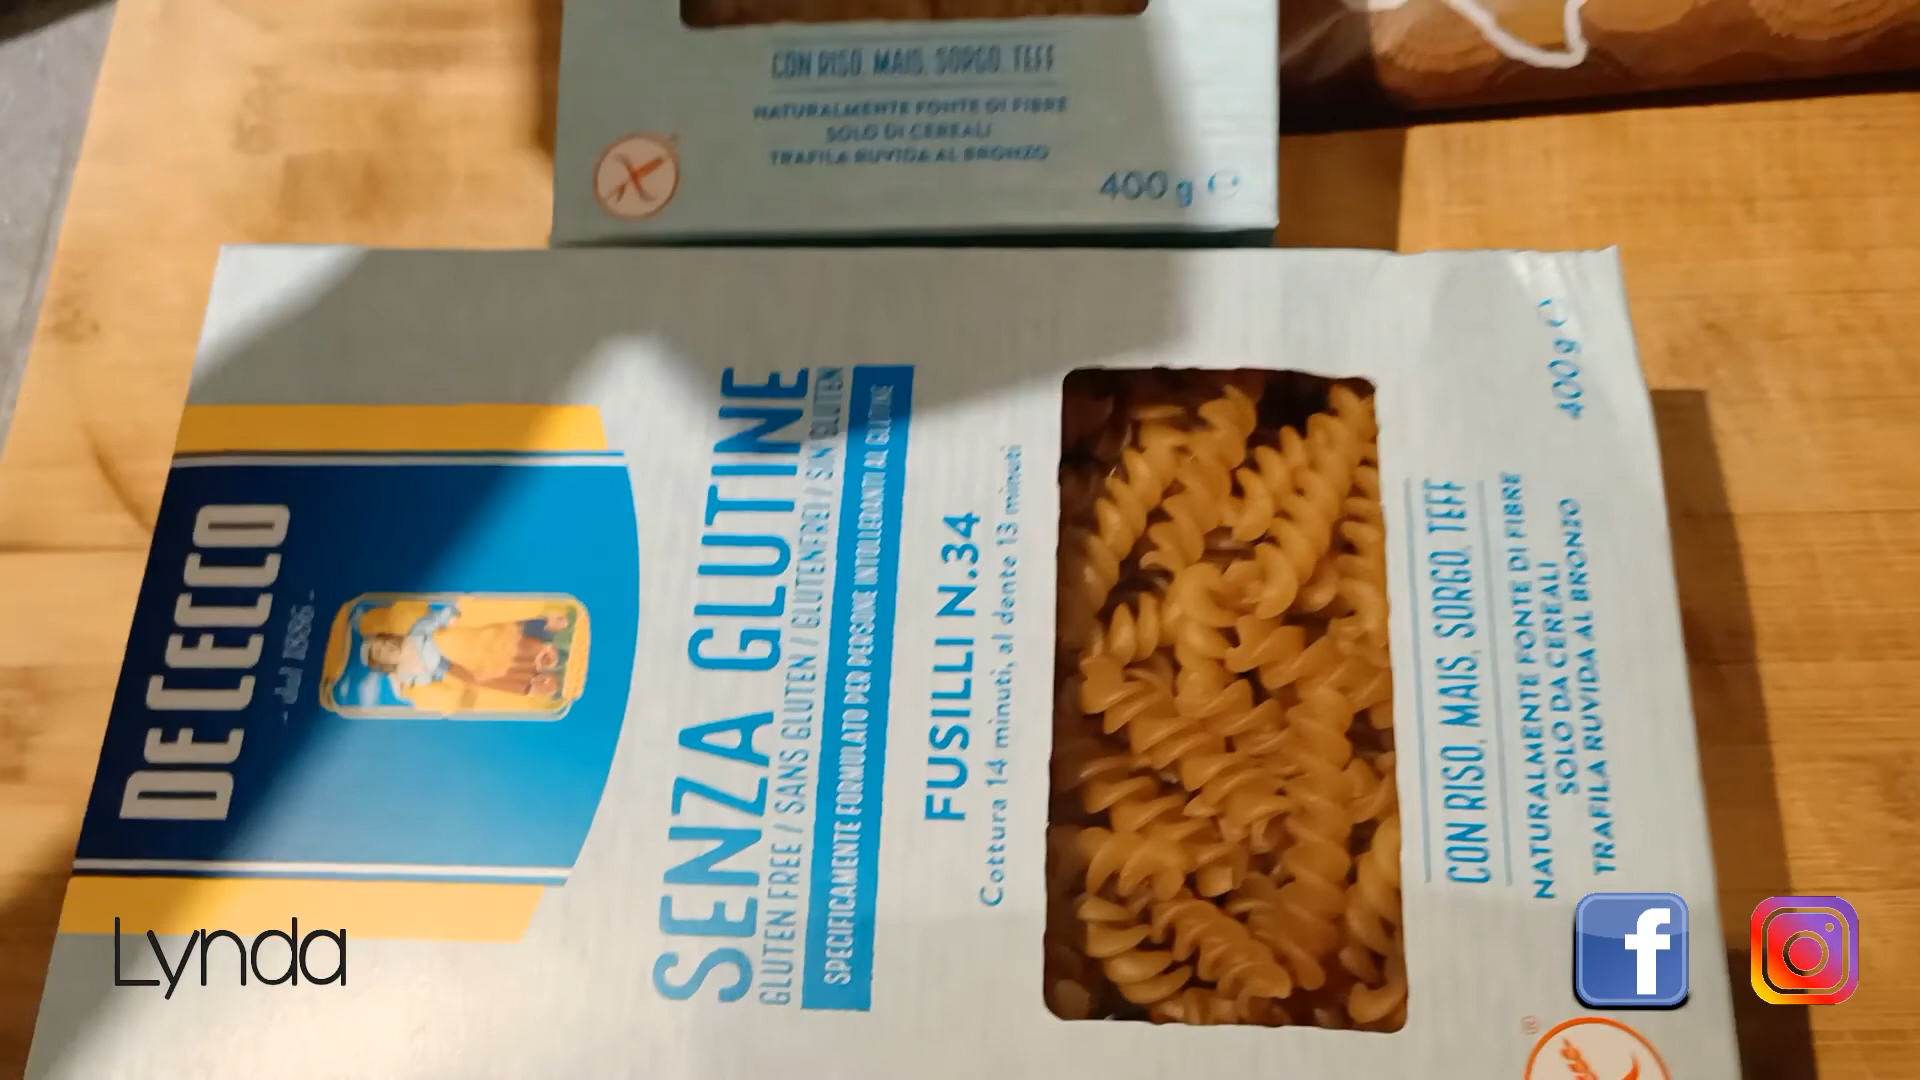 CON RISO, MAIS, SORGO, TEFF
NATURALMENTE FONTE DI FIBRE
SOLO DI CEREALI
TRAFILA RUVIDA AL BRONZO
400 g e
DE CECCO
- dal 1886 -
SENZA GLUTINE
GLUTEN FREE / SANS GLUTEN / GLUTENFREI / SIN GLUTEN
SPECIFICAMENTE FORMULATO PER PERSONE INTOLLERANTI AL GLUTINE
FUSILLI N.34
Cottura 14 minuti, al dente 13 minuti
CON RISO, MAIS, SORGO, TEFF
NATURALMENTE FONTE DI FIBRE
SOLO DA CEREALI
TRAFILA RUVIDA AL BRONZO
400 g e
Lynda
f